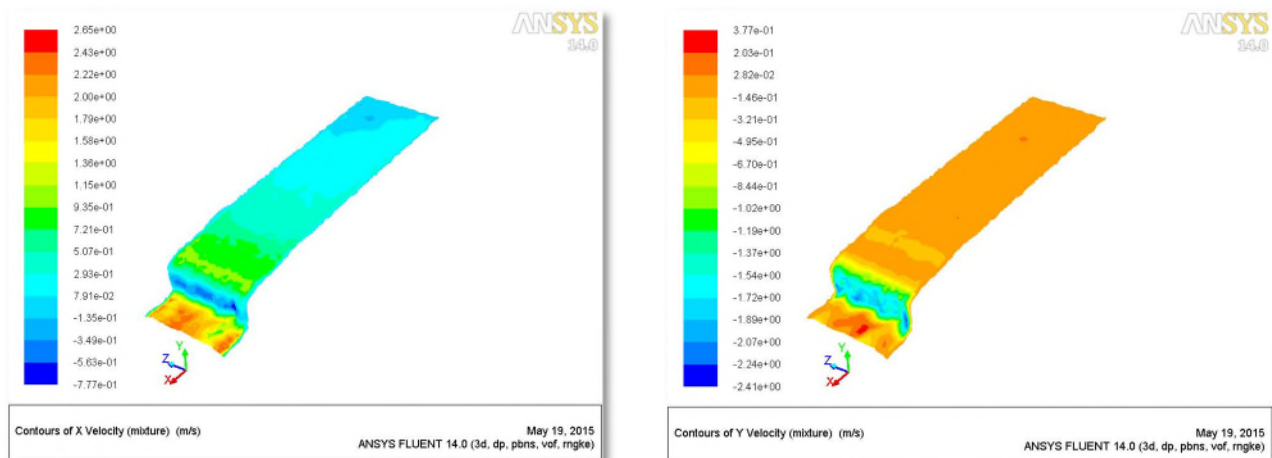 ANSYS
14.0
2.65e+00
2.43e+00
2.22e+00
2.00e+00
1.79e+00
1.58e+00
1.36e+00
1.15e+00
9.35e-01
7.21e-01
5.07e-01
2.93e-01
7.91e-02
-1.35e-01
-3.49e-01
-5.63e-01
-7.77e-01
Y
Z
X
Contours of X Velocity (mixture) (m/s)
May 19, 2015
ANSYS FLUENT 14.0 (3d, dp, pbns, vof, rngke)
ANSYS
14.0
3.77e-01
2.03e-01
2.82e-02
-1.46e-01
-3.21e-01
-4.95e-01
-6.70e-01
-8.44e-01
-1.02e+00
-1.19e+00
-1.37e+00
-1.54e+00
-1.72e+00
-1.89e+00
-2.07e+00
-2.24e+00
-2.41e+00
Y
Z
X
Contours of Y Velocity (mixture) (m/s)
May 19, 2015
ANSYS FLUENT 14.0 (3d, dp, pbns, vof, rngke)